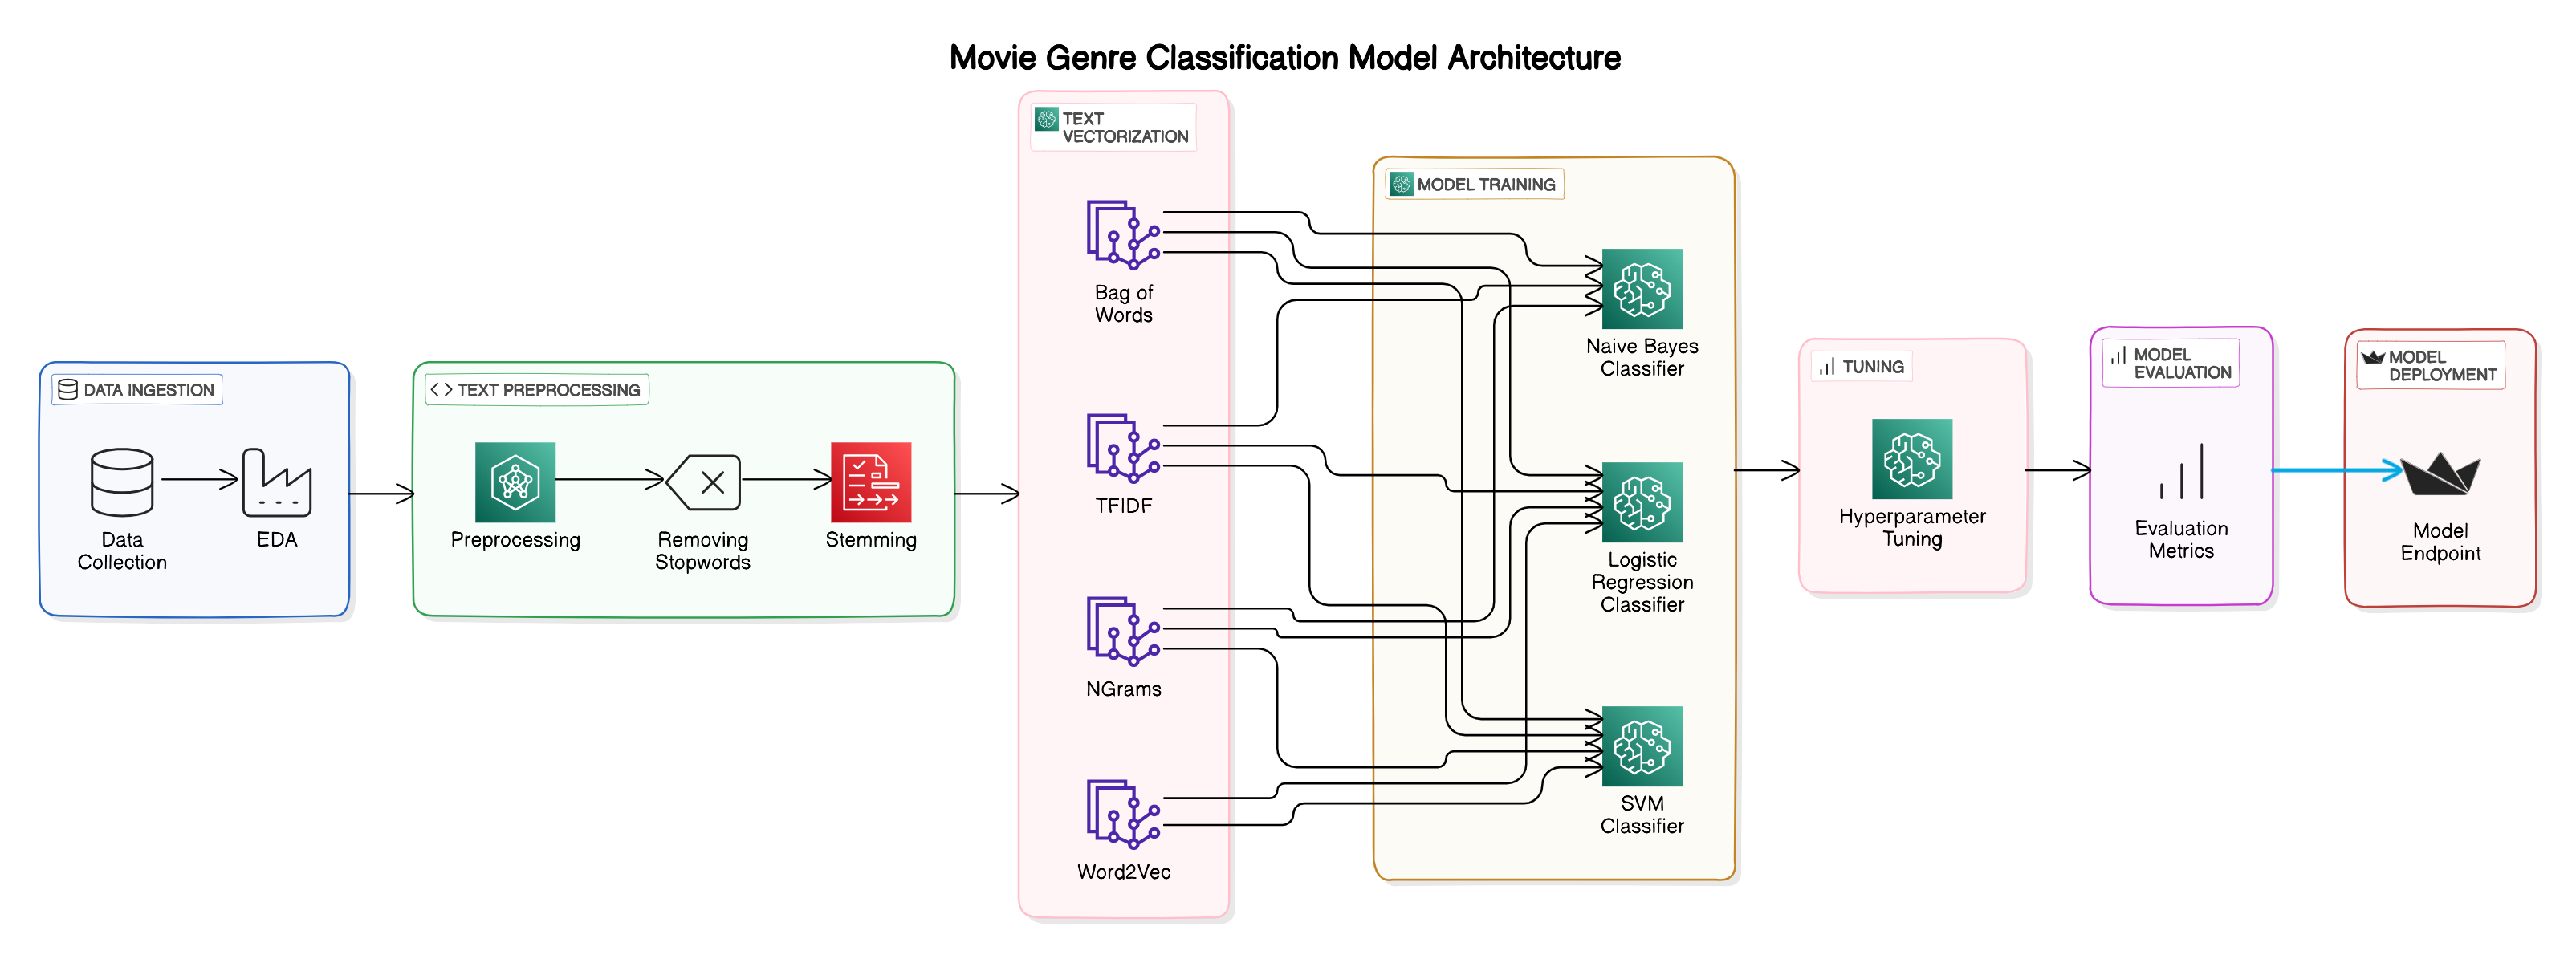 Movie Genre Classification Model Architecture
DATA INGESTION
Data
Collection
EDA
TEXT PREPROCESSING
Preprocessing
Removing
Stopwords
Stemming
TEXT
VECTORIZATION
Bag of
Words
TFIDF
NGrams
Word2Vec
MODEL TRAINING
Naive Bayes
Classifier
Logistic
Regression
Classifier
SVM
Classifier
TUNING
Hyperparameter
Tuning
MODEL
EVALUATION
Evaluation
Metrics
MODEL
DEPLOYMENT
Model
Endpoint